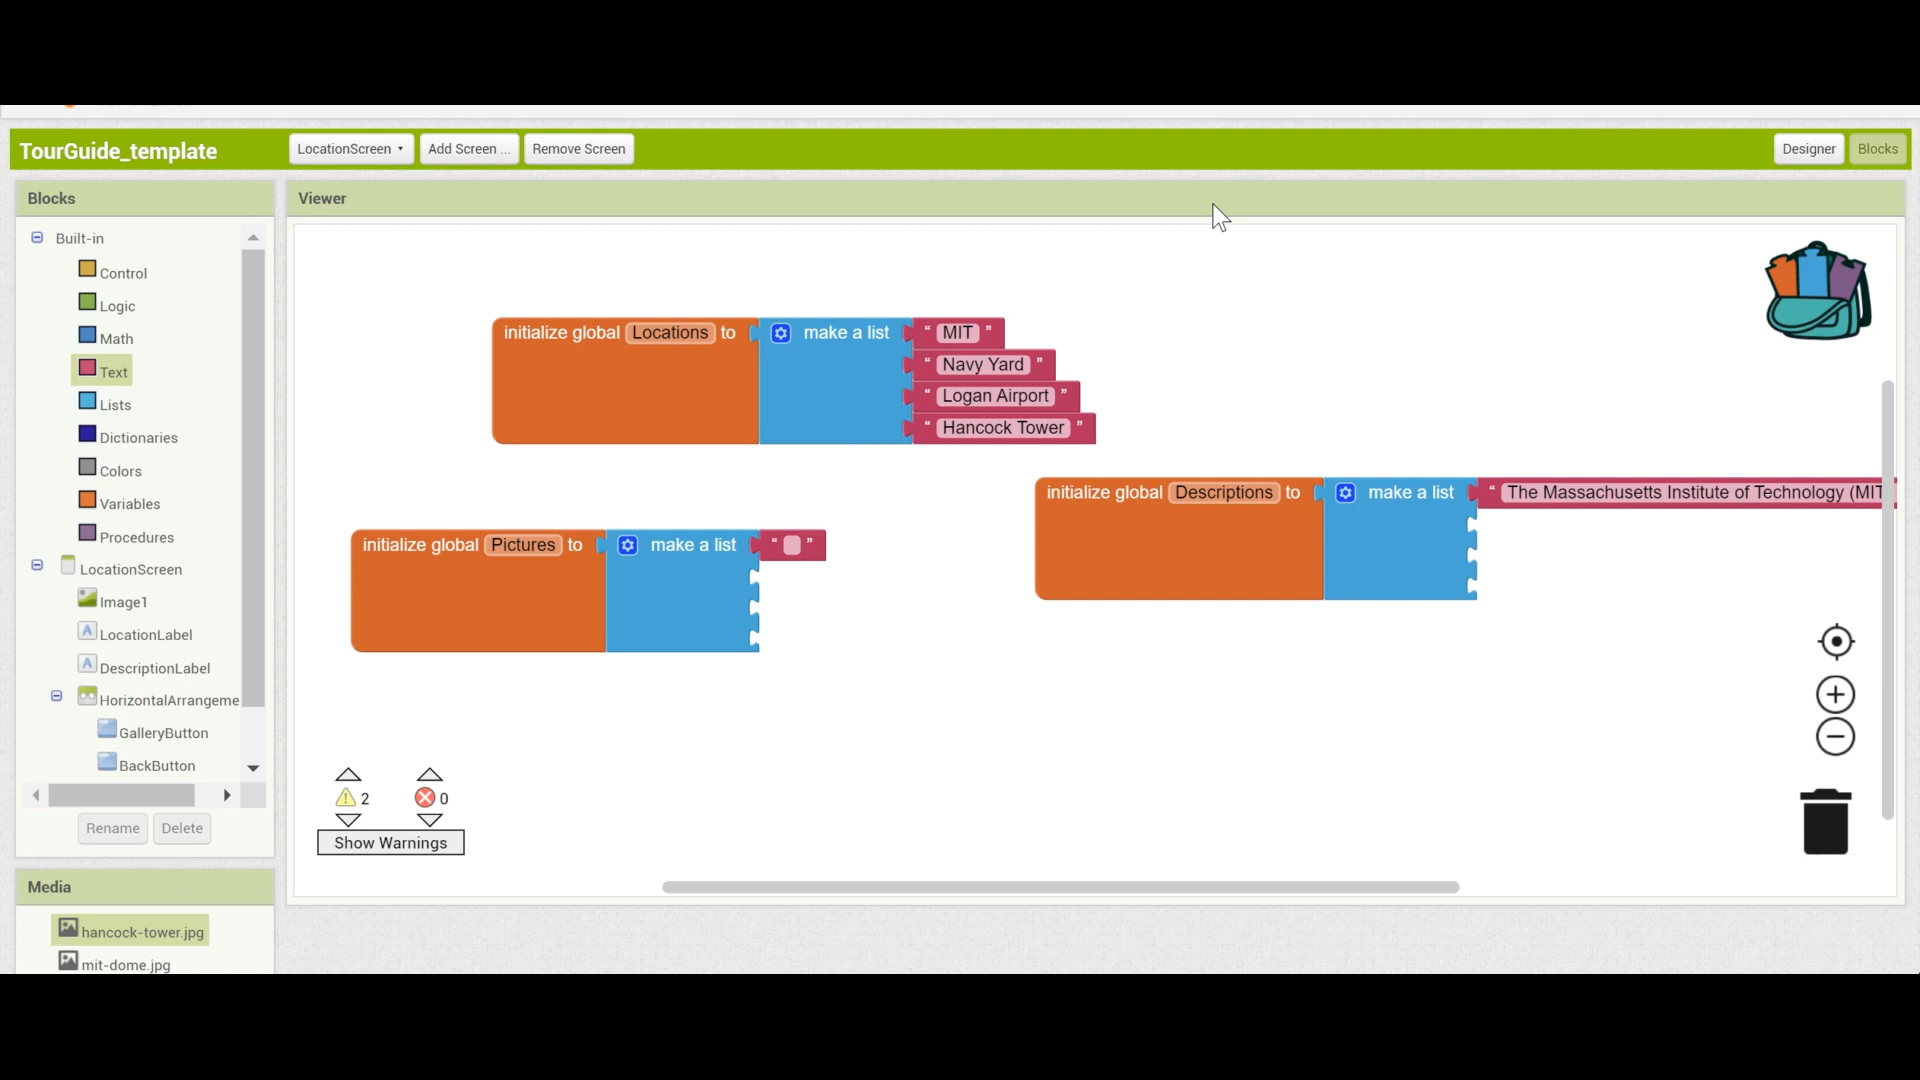 TourGuide_template
LocationScreen
Add Screen ...
Remove Screen
Designer
Blocks
Blocks
Built-in
Control
Logic
Math
Text
Lists
Dictionaries
Colors
Variables
Procedures
LocationScreen
Image1
LocationLabel
DescriptionLabel
HorizontalArrangeme
GalleryButton
BackButton
Rename
Delete
Media
hancock-tower.jpg
mit-dome.jpg
Viewer
initialize global Locations to make a list “ MIT ”
“ Navy Yard ”
“ Logan Airport ”
“ Hancock Tower ”
initialize global Descriptions to make a list “ The Massachusetts Institute of Technology (MIT
initialize global Pictures to make a list “ ”
2
0
Show Warnings